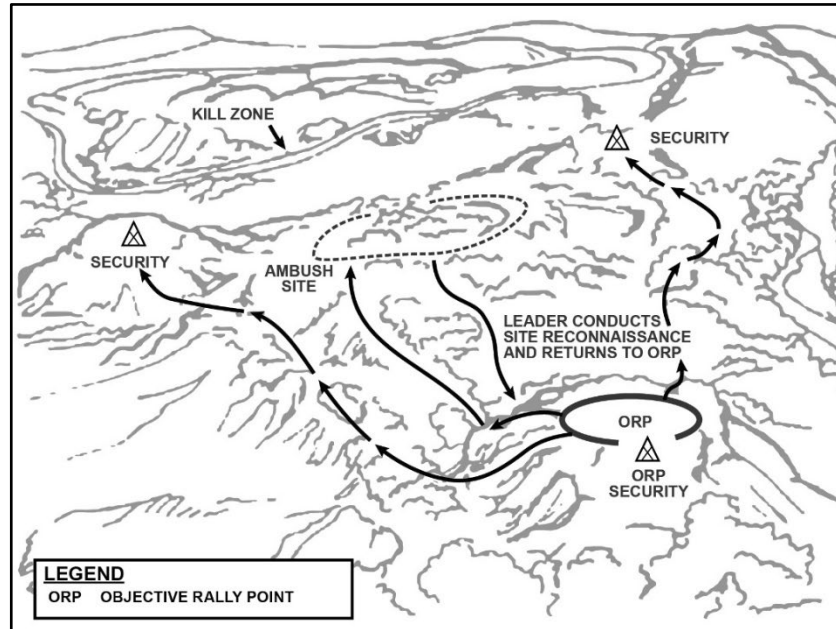 KILL ZONE
SECURITY
SECURITY
AMBUSH
SITE
LEADER CONDUCTS
SITE RECONNAISSANCE
AND RETURNS TO ORP
ORP
ORP
SECURITY
LEGEND
ORP OBJECTIVE RALLY POINT